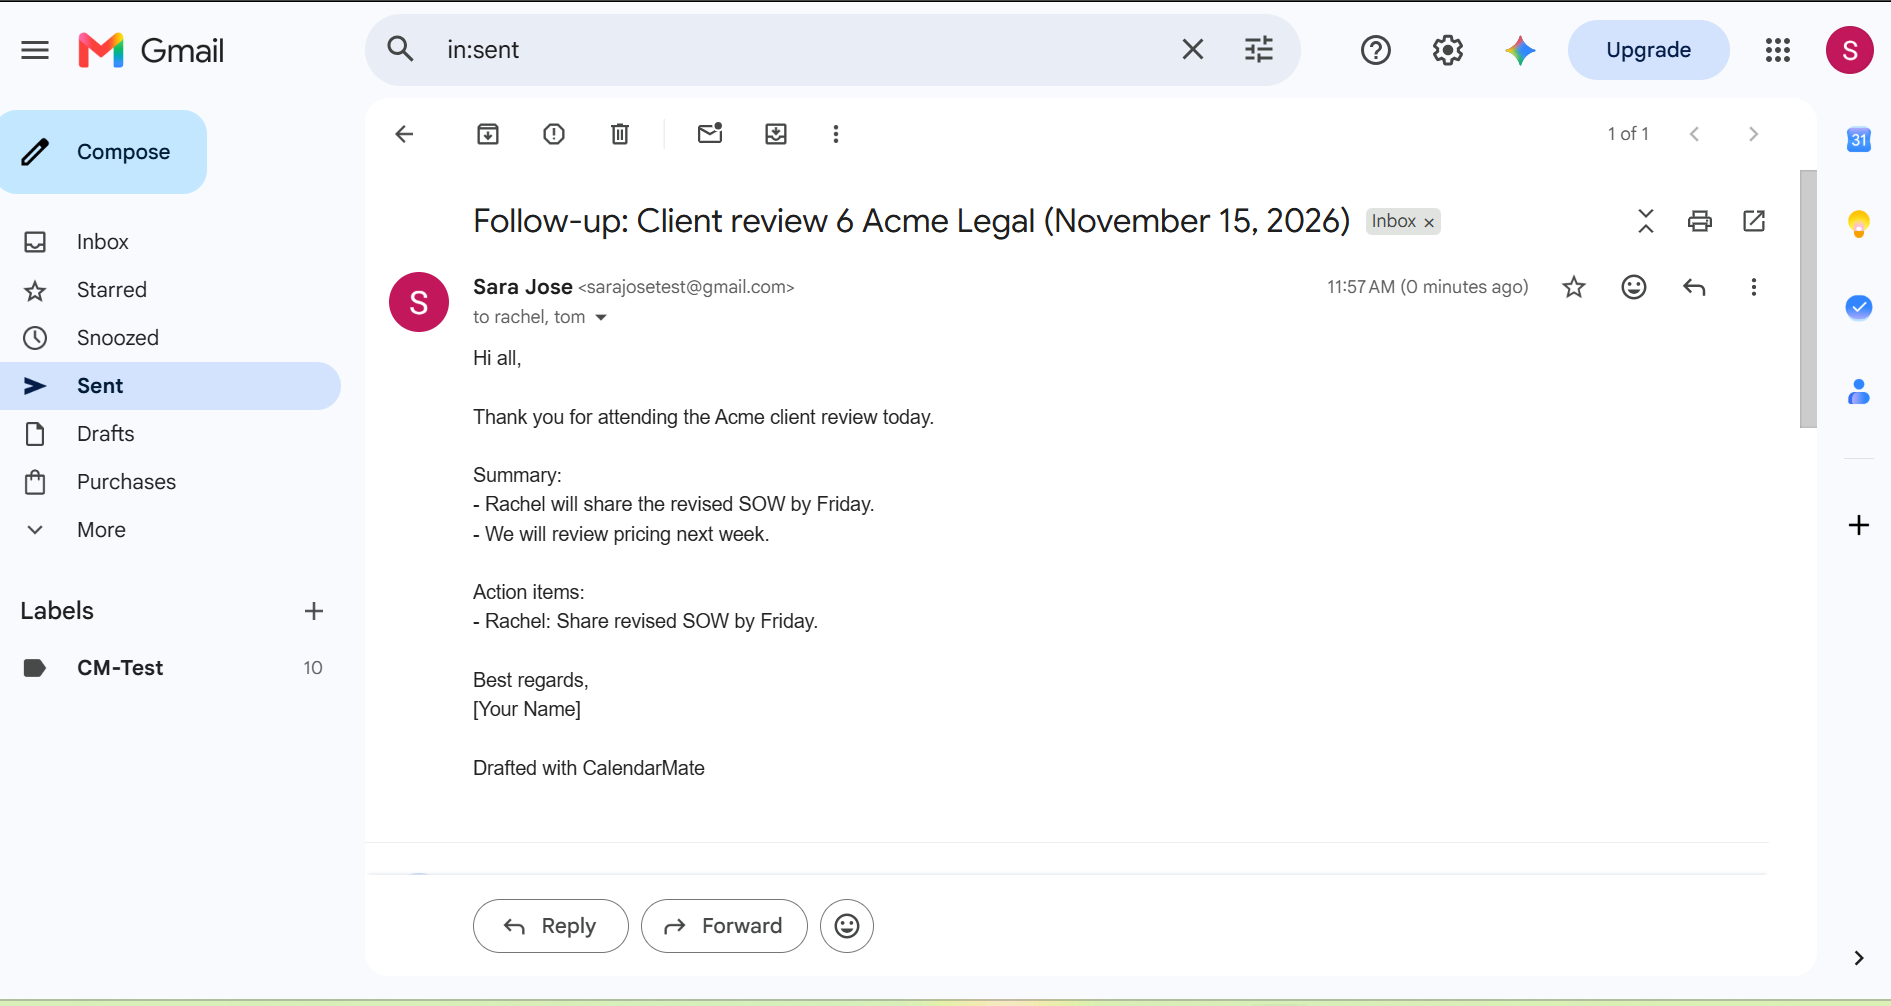 Gmail
in:sent
Upgrade
S
Compose
1 of 1
31
Inbox
Starred
Snoozed
Sent
Drafts
Purchases
More
Labels
CM-Test 10
Follow-up: Client review 6 Acme Legal (November 15, 2026) Inbox ×
S
Sara Jose <sarajosetest@gmail.com> 11:57 AM (0 minutes ago)
to rachel, tom
Hi all,
Thank you for attending the Acme client review today.
Summary:
- Rachel will share the revised SOW by Friday.
- We will review pricing next week.
Action items:
- Rachel: Share revised SOW by Friday.
Best regards,
[Your Name]
Drafted with CalendarMate
Reply
Forward